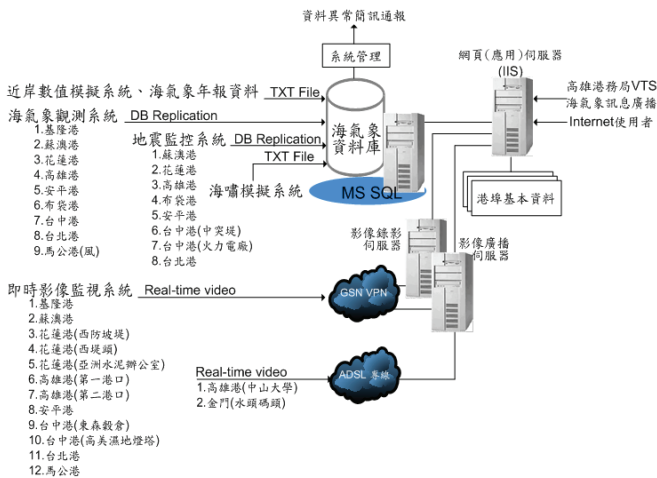 資料異常簡訊通報
系統管理
網頁(應用)伺服器
(IIS)
近岸數值模擬系統、海氣象年報資料
TXT File
高雄港務局VTS
海氣象訊息廣播
海氣象觀測系統
DB Replication
Internet使用者
1.基隆港
2.蘇澳港
3.花蓮港
4.高雄港
5.安平港
6.布袋港
7.台中港
8.台北港
9.馬公港(風)
地震監控系統
DB Replication
TXT File
1.蘇澳港
2.花蓮港
3.高雄港
4.布袋港
5.安平港
6.台中港(中突堤)
7.台中港(火力電廠)
8.台北港
海嘯模擬系統
海氣象
資料庫
MS SQL
港埠基本資料
影像錄影
伺服器
影像廣播
伺服器
即時影像監視系統
Real-time video
GSN VPN
1.基隆港
2.蘇澳港
3.花蓮港(西防坡堤)
4.花蓮港(西堤頭)
5.花蓮港(亞洲水泥辦公室)
6.高雄港(第一港口)
7.高雄港(第二港口)
8.安平港
9.台中港(東森穀倉)
10.台中港(高美濕地燈塔)
11.台北港
12.馬公港
Real-time video
1.高雄港(中山大學)
2.金門(水頭碼頭)
ADSL 專線